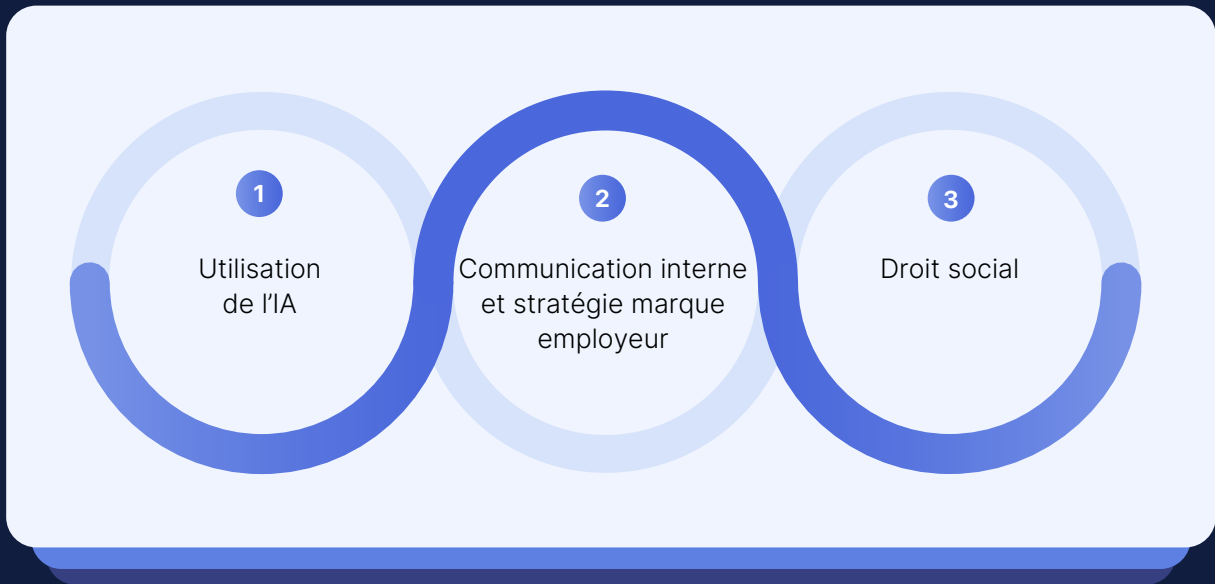 1
Utilisation
de l’IA
2
Communication interne
et stratégie marque
employeur
3
Droit social